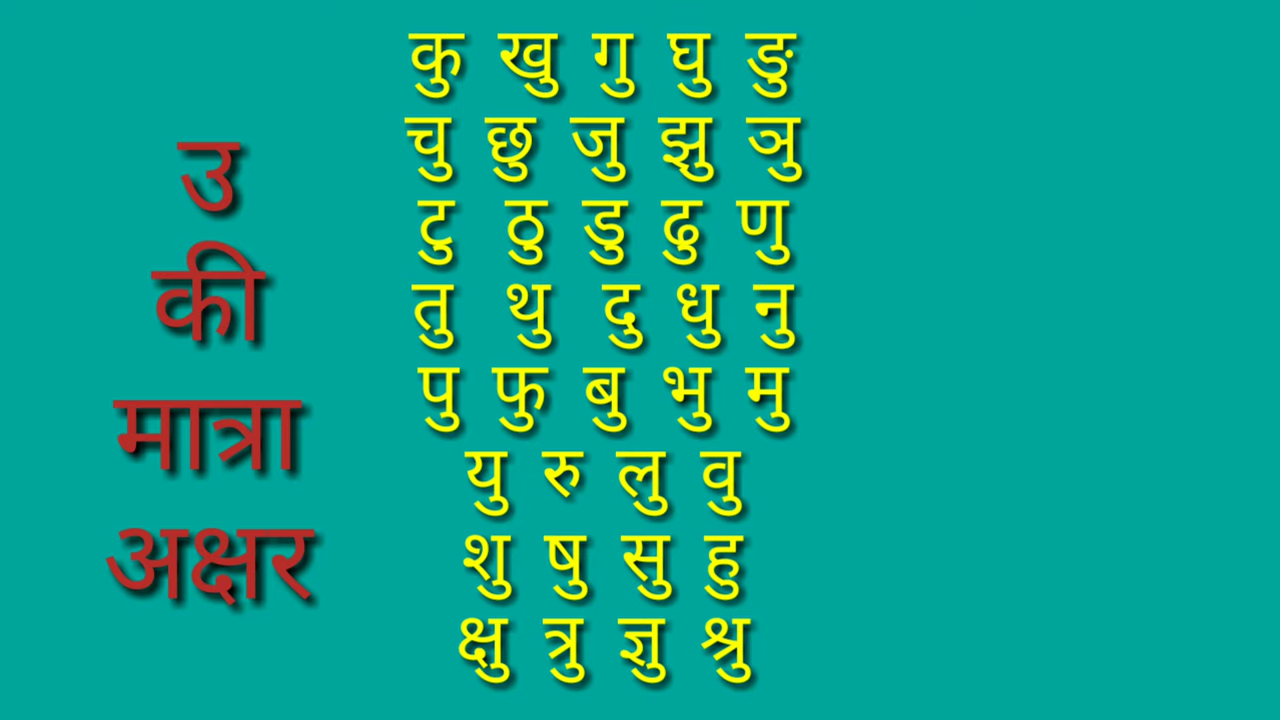 उ
की
मात्रा
अक्षर
कु खु गु घु ङु
चु छु जु झु ञु
टु ठु डु ढु णु
तु थु दु धु नु
पु फु बु भु मु
यु रु लु वु
शु षु सु हु
क्षु त्रु ज्ञु श्रु